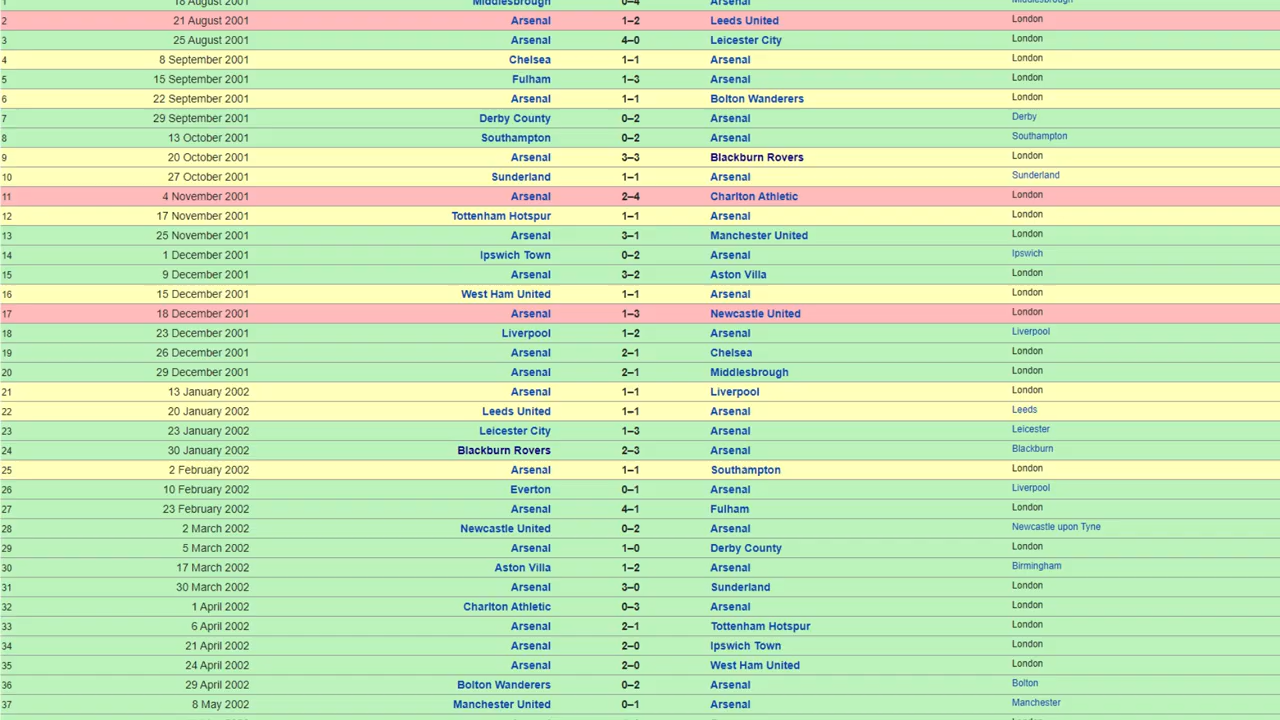 1 18 August 2001 Middlesbrough 0–4 Arsenal Middlesbrough
2 21 August 2001 Arsenal 1–2 Leeds United London
3 25 August 2001 Arsenal 4–0 Leicester City London
4 8 September 2001 Chelsea 1–1 Arsenal London
5 15 September 2001 Fulham 1–3 Arsenal London
6 22 September 2001 Arsenal 1–1 Bolton Wanderers London
7 29 September 2001 Derby County 0–2 Arsenal Derby
8 13 October 2001 Southampton 0–2 Arsenal Southampton
9 20 October 2001 Arsenal 3–3 Blackburn Rovers London
10 27 October 2001 Sunderland 1–1 Arsenal Sunderland
11 4 November 2001 Arsenal 2–4 Charlton Athletic London
12 17 November 2001 Tottenham Hotspur 1–1 Arsenal London
13 25 November 2001 Arsenal 3–1 Manchester United London
14 1 December 2001 Ipswich Town 0–2 Arsenal Ipswich
15 9 December 2001 Arsenal 3–2 Aston Villa London
16 15 December 2001 West Ham United 1–1 Arsenal London
17 18 December 2001 Arsenal 1–3 Newcastle United London
18 23 December 2001 Liverpool 1–2 Arsenal Liverpool
19 26 December 2001 Arsenal 2–1 Chelsea London
20 29 December 2001 Arsenal 2–1 Middlesbrough London
21 13 January 2002 Arsenal 1–1 Liverpool London
22 20 January 2002 Leeds United 1–1 Arsenal Leeds
23 23 January 2002 Leicester City 1–3 Arsenal Leicester
24 30 January 2002 Blackburn Rovers 2–3 Arsenal Blackburn
25 2 February 2002 Arsenal 1–1 Southampton London
26 10 February 2002 Everton 0–1 Arsenal Liverpool
27 23 February 2002 Arsenal 4–1 Fulham London
28 2 March 2002 Newcastle United 0–2 Arsenal Newcastle upon Tyne
29 5 March 2002 Arsenal 1–0 Derby County London
30 17 March 2002 Aston Villa 1–2 Arsenal Birmingham
31 30 March 2002 Arsenal 3–0 Sunderland London
32 1 April 2002 Charlton Athletic 0–3 Arsenal London
33 6 April 2002 Arsenal 2–1 Tottenham Hotspur London
34 21 April 2002 Arsenal 2–0 Ipswich Town London
35 24 April 2002 Arsenal 2–0 West Ham United London
36 29 April 2002 Bolton Wanderers 0–2 Arsenal Bolton
37 8 May 2002 Manchester United 0–1 Arsenal Manchester